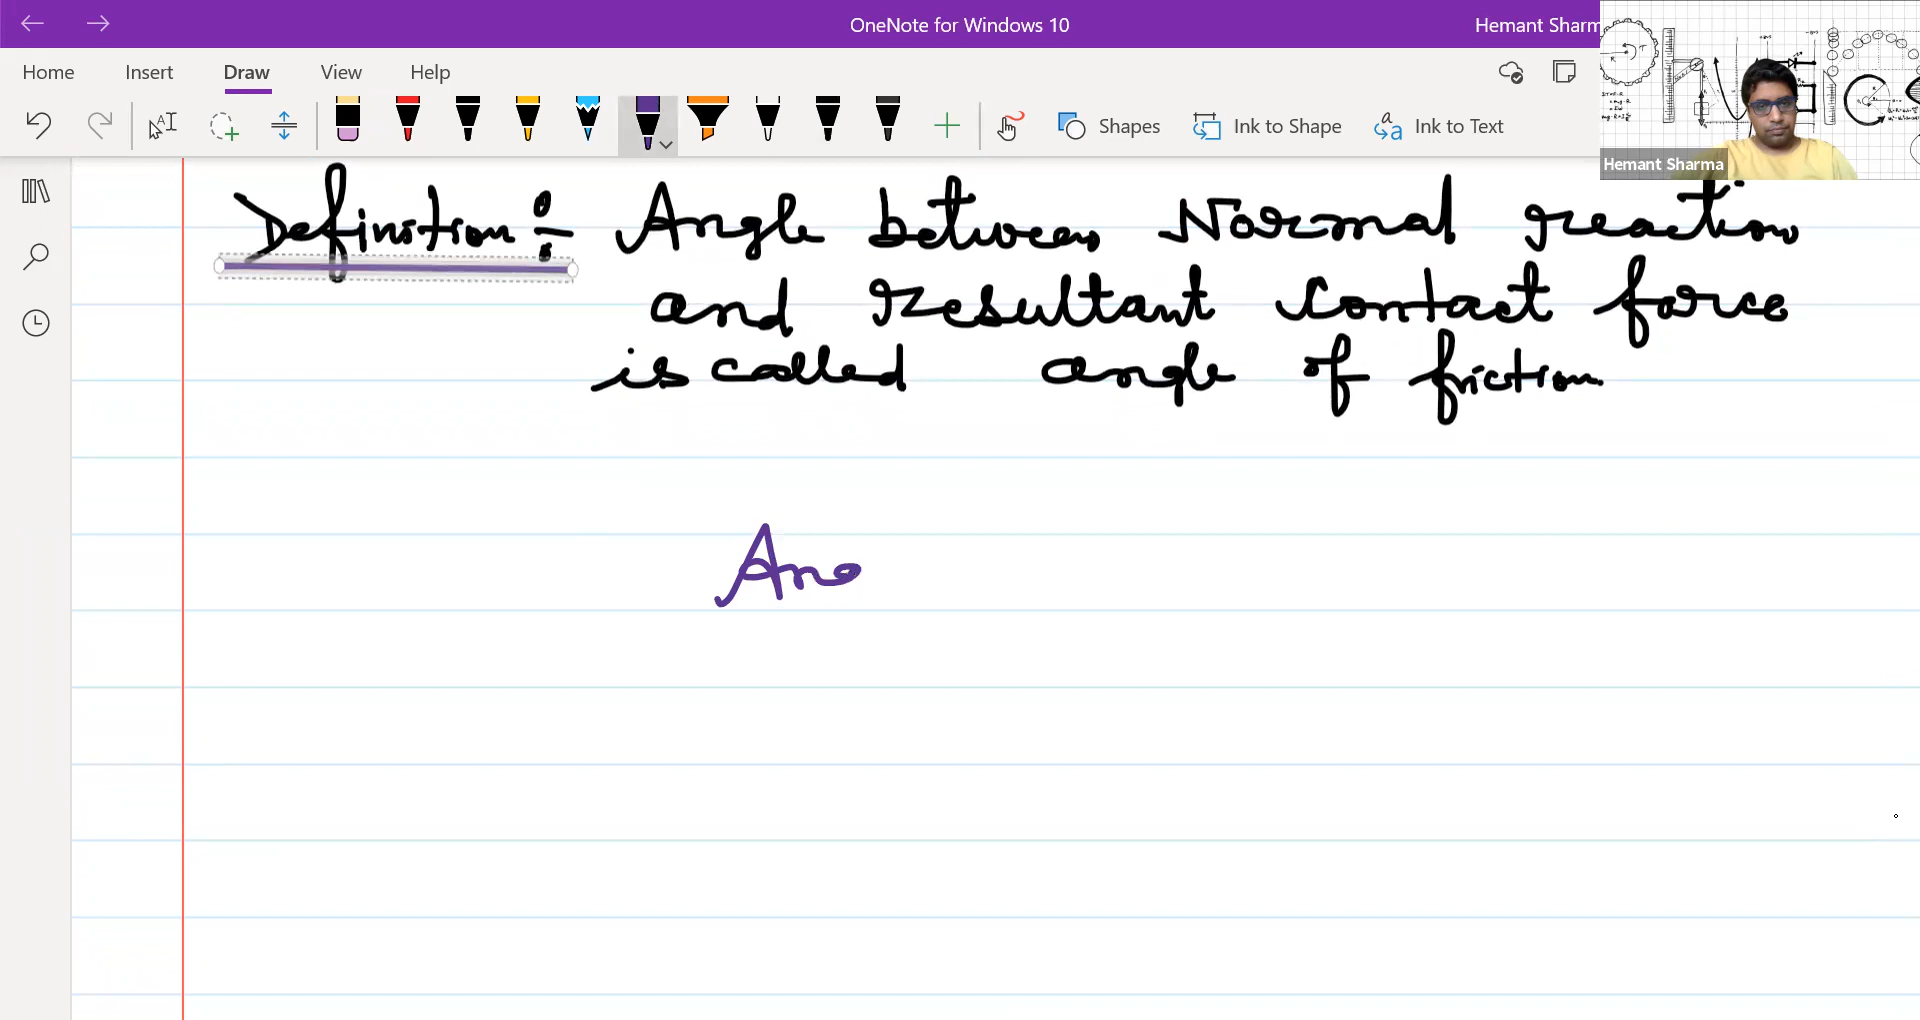 OneNote for Windows 10
Hemant Sharm
Home Insert Draw View Help
Shapes Ink to Shape Ink to Text
Hemant Sharma
Definition :- Angle between Normal reaction
and resultant contact force
is called angle of friction